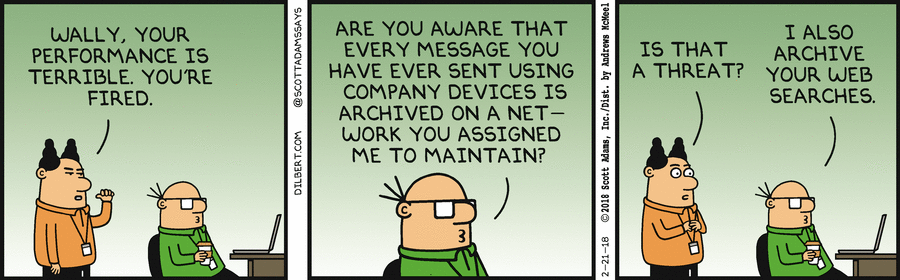 WALLY, YOUR
PERFORMANCE IS
TERRIBLE. YOU'RE
FIRED.
DILBERT.COM @SCOTTADAMSSAYS
ARE YOU AWARE THAT
EVERY MESSAGE YOU
HAVE EVER SENT USING
COMPANY DEVICES IS
ARCHIVED ON A NET–
WORK YOU ASSIGNED
ME TO MAINTAIN?
2-21-18 ©2018 Scott Adams, Inc./Dist. by Andrews McMeel
IS THAT
A THREAT?
I ALSO
ARCHIVE
YOUR WEB
SEARCHES.